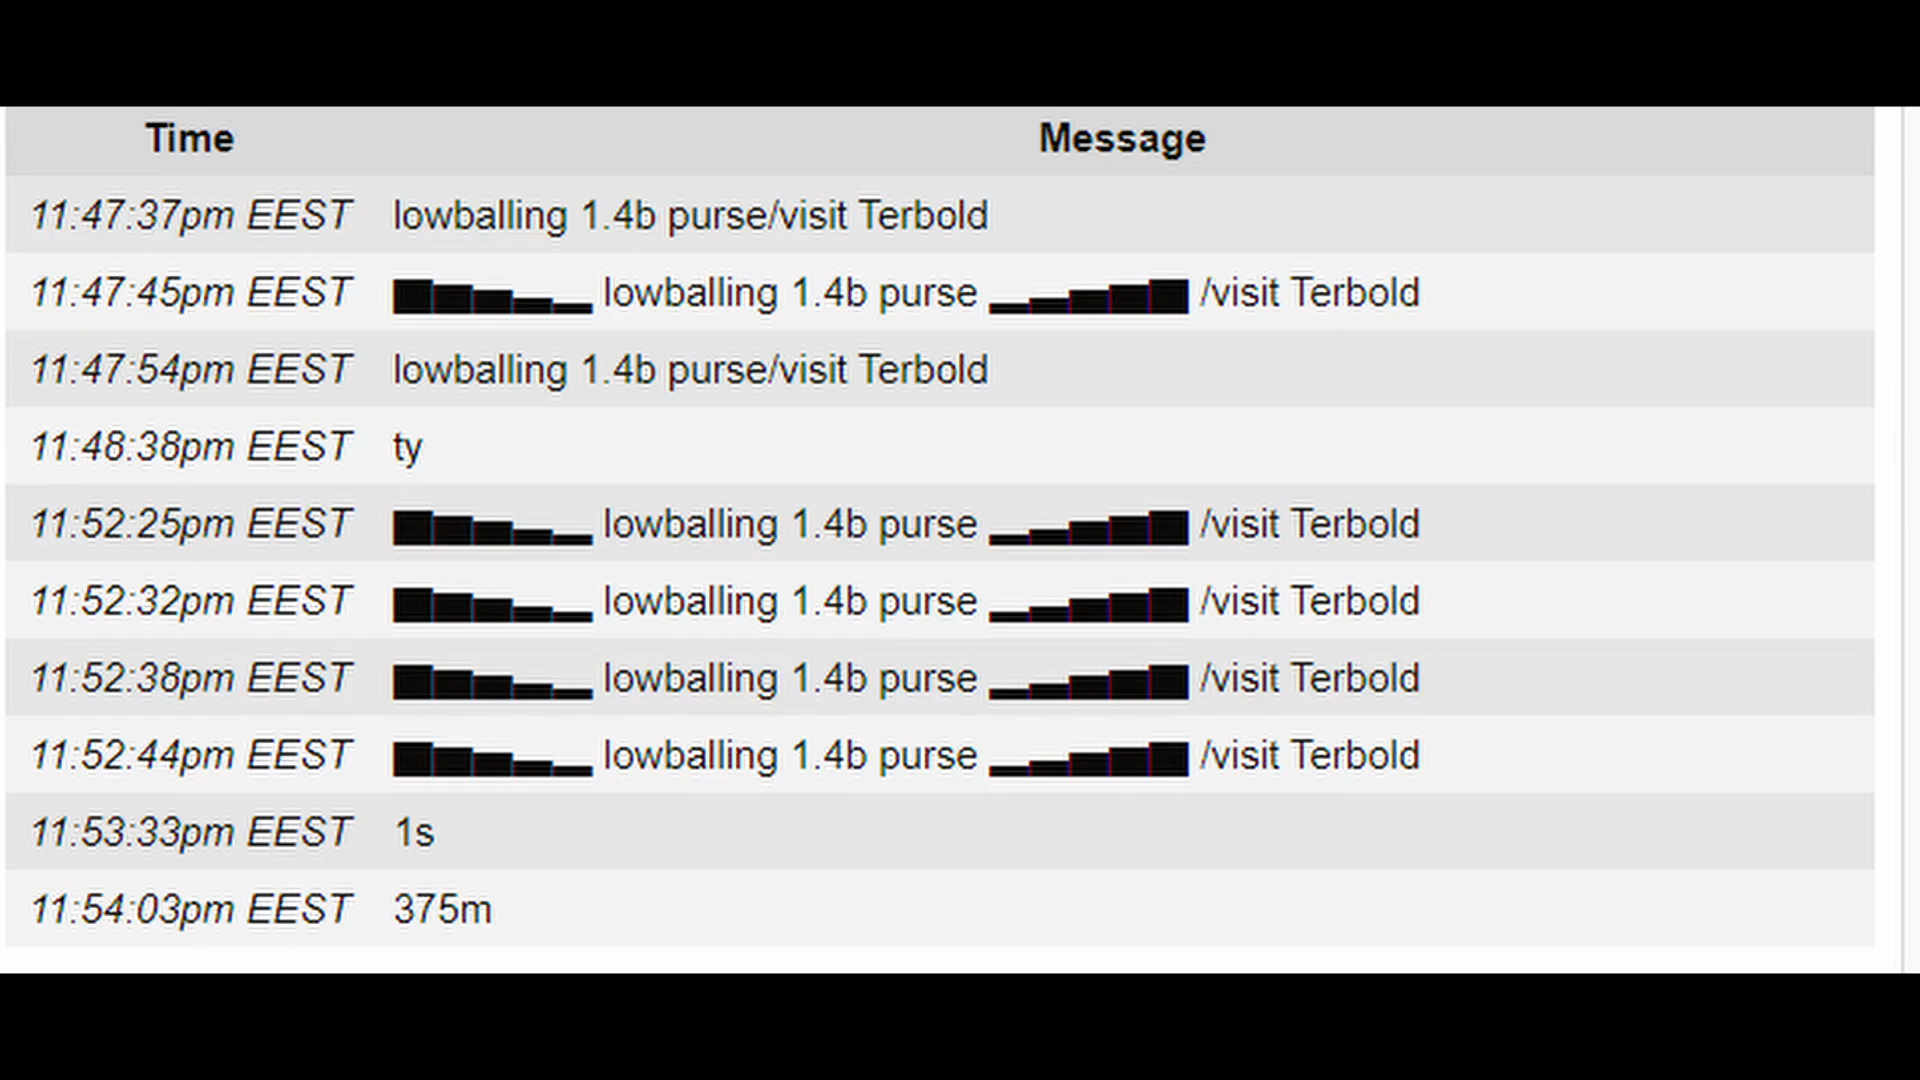 Time Message
11:47:37pm EEST lowballing 1.4b purse/visit Terbold
11:47:45pm EEST █▇▅▃▂ lowballing 1.4b purse ▂▃▅▇█ /visit Terbold
11:47:54pm EEST lowballing 1.4b purse/visit Terbold
11:48:38pm EEST ty
11:52:25pm EEST █▇▅▃▂ lowballing 1.4b purse ▂▃▅▇█ /visit Terbold
11:52:32pm EEST █▇▅▃▂ lowballing 1.4b purse ▂▃▅▇█ /visit Terbold
11:52:38pm EEST █▇▅▃▂ lowballing 1.4b purse ▂▃▅▇█ /visit Terbold
11:52:44pm EEST █▇▅▃▂ lowballing 1.4b purse ▂▃▅▇█ /visit Terbold
11:53:33pm EEST 1s
11:54:03pm EEST 375m